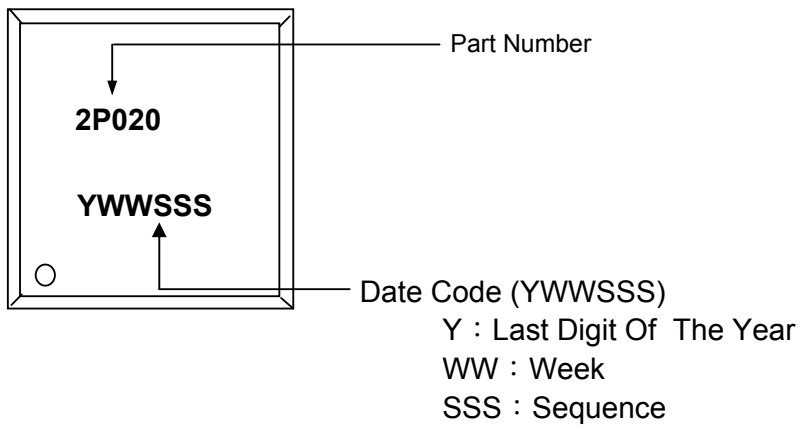 Part Number
2P020
YWWSSS
Date Code (YWWSSS)
Y：Last Digit Of The Year
WW：Week
SSS：Sequence